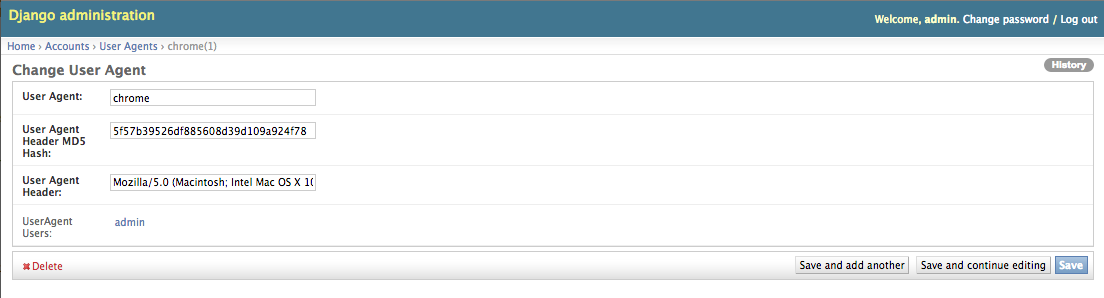 Django administration
Welcome, admin. Change password / Log out
Home › Accounts › User Agents › chrome(1)
Change User Agent
History
User Agent:
chrome
User Agent
Header MD5
Hash:
5f57b39526df885608d39d109a924f78
User Agent
Header:
Mozilla/5.0 (Macintosh; Intel Mac OS X 10
UserAgent
Users:
admin
Delete
Save and add another
Save and continue editing
Save